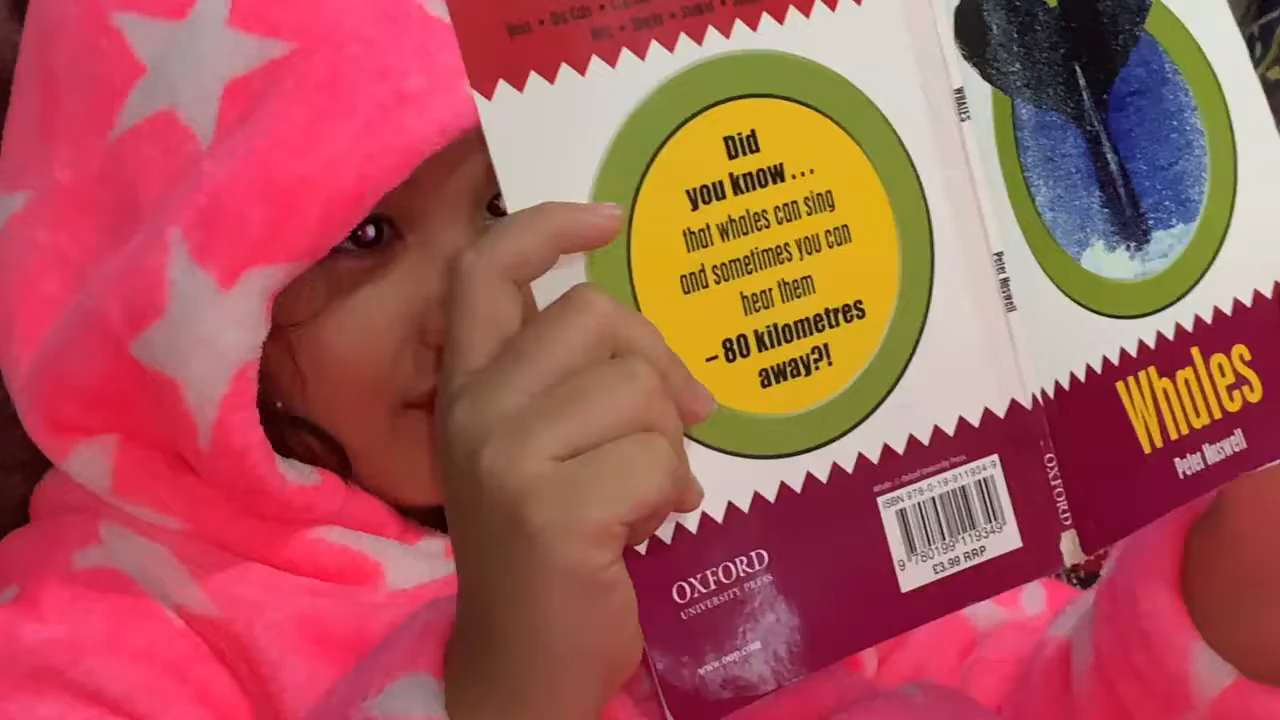 Did
you know...
that whales can sing
and sometimes you can
hear them
– 80 kilometres
away?!
OXFORD
UNIVERSITY PRESS
www.oup.com
ISBN 978-0-19-911934-9
9 780199 119349
£3.99 RRP
WHALES
Peter Haswell
OXFORD
Whales
Peter Haswell